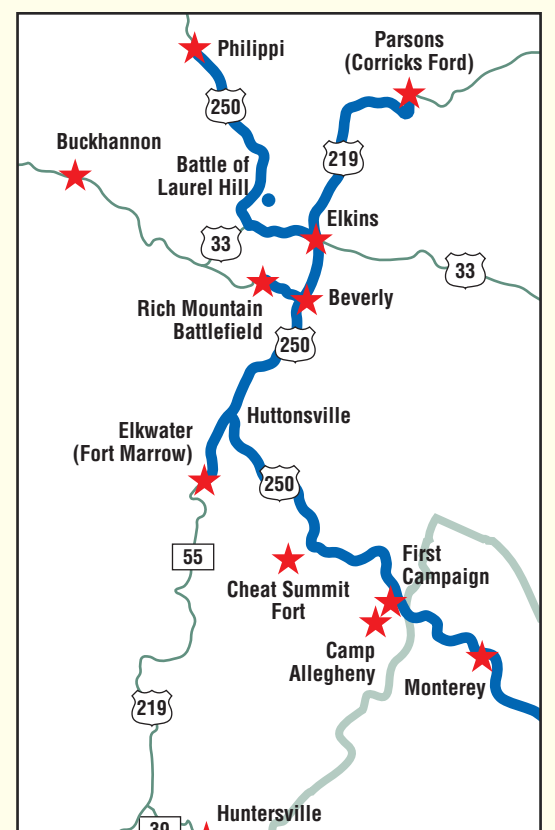 Philippi
Parsons
(Corricks Ford)
250
Buckhannon
219
Battle of
Laurel Hill
Elkins
33
33
Rich Mountain
Battlefield
Beverly
250
Huttonsville
Elkwater
(Fort Marrow)
250
55
First
Campaign
Cheat Summit
Fort
Camp
Allegheny
Monterey
219
Huntersville
39